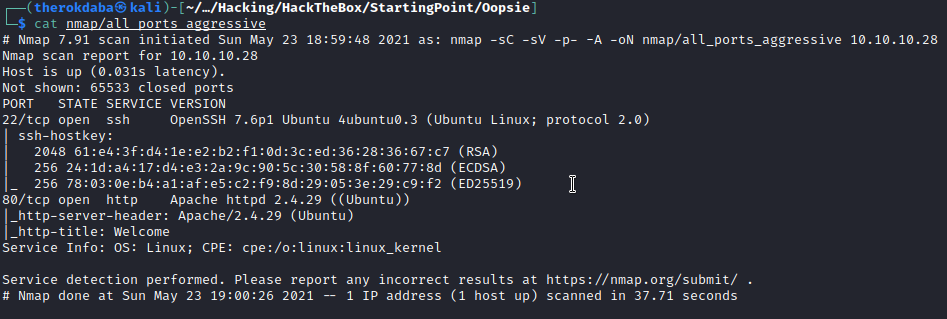 ┌──(therokdaba㉿kali)-[~/…/Hacking/HackTheBox/StartingPoint/Oopsie]
└─$ cat nmap/all_ports_aggressive
# Nmap 7.91 scan initiated Sun May 23 18:59:48 2021 as: nmap -sC -sV -p- -A -oN nmap/all_ports_aggressive 10.10.10.28
Nmap scan report for 10.10.10.28
Host is up (0.031s latency).
Not shown: 65533 closed ports
PORT   STATE SERVICE VERSION
22/tcp open  ssh     OpenSSH 7.6p1 Ubuntu 4ubuntu0.3 (Ubuntu Linux; protocol 2.0)
| ssh-hostkey:
|   2048 61:e4:3f:d4:1e:e2:b2:f1:0d:3c:ed:36:28:36:67:c7 (RSA)
|   256 24:1d:a4:17:d4:e3:2a:9c:90:5c:30:58:8f:60:77:8d (ECDSA)
|_  256 78:03:0e:b4:a1:af:e5:c2:f9:8d:29:05:3e:29:c9:f2 (ED25519)
80/tcp open  http    Apache httpd 2.4.29 ((Ubuntu))
|_http-server-header: Apache/2.4.29 (Ubuntu)
|_http-title: Welcome
Service Info: OS: Linux; CPE: cpe:/o:linux:linux_kernel
Service detection performed. Please report any incorrect results at https://nmap.org/submit/ .
# Nmap done at Sun May 23 19:00:26 2021 -- 1 IP address (1 host up) scanned in 37.71 seconds